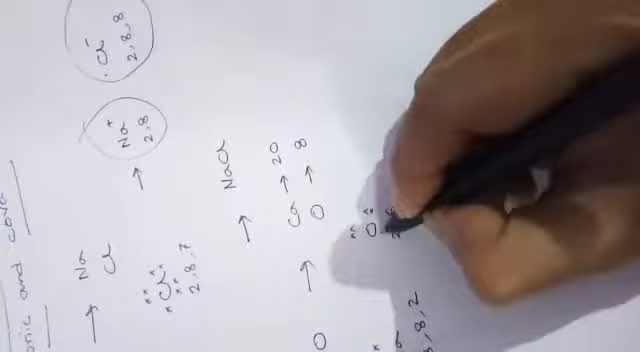 onic and cova
→ Na
Cl
→ Na⁺ Cl⁻
2,8 2,8,8
Cl
2,8,7
→ → NaCl
→ Ca → 20
O O → 8
O
8,8,2